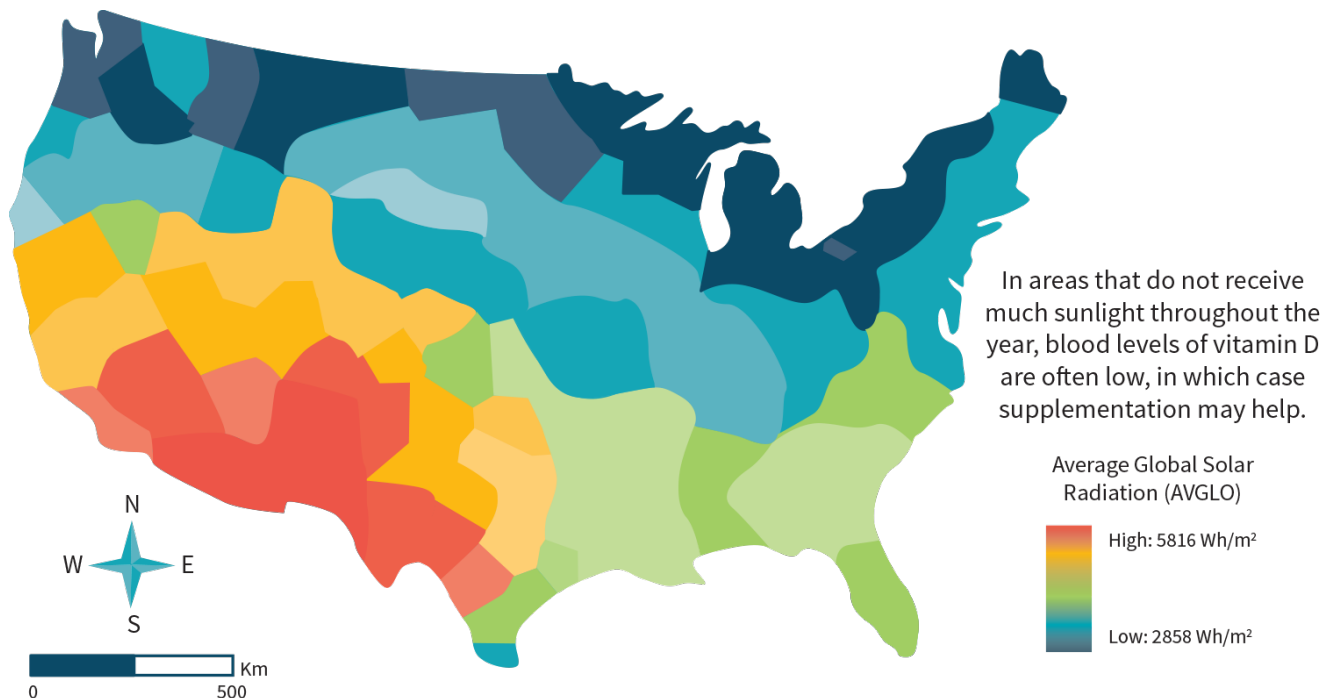 In areas that do not receive
much sunlight throughout the
year, blood levels of vitamin D
are often low, in which case
supplementation may help.
Average Global Solar
Radiation (AVGLO)
High: 5816 Wh/m²
Low: 2858 Wh/m²
N
W E
S
Km
0 500